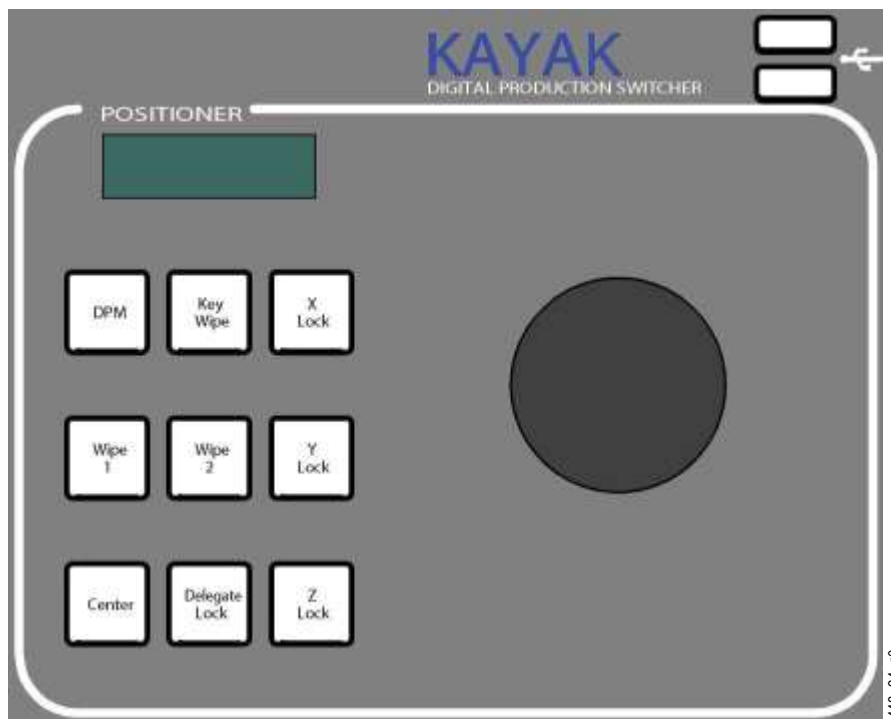 KAYAK
DIGITAL PRODUCTION SWITCHER
POSITIONER
DPM
Key
Wipe
X
Lock
Wipe
1
Wipe
2
Y
Lock
Center
Delegate
Lock
Z
Lock